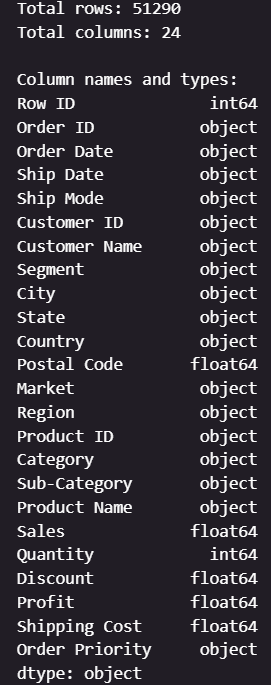 Total rows: 51290
Total columns: 24
Column names and types:
Row ID int64
Order ID object
Order Date object
Ship Date object
Ship Mode object
Customer ID object
Customer Name object
Segment object
City object
State object
Country object
Postal Code float64
Market object
Region object
Product ID object
Category object
Sub-Category object
Product Name object
Sales float64
Quantity int64
Discount float64
Profit float64
Shipping Cost float64
Order Priority object
dtype: object